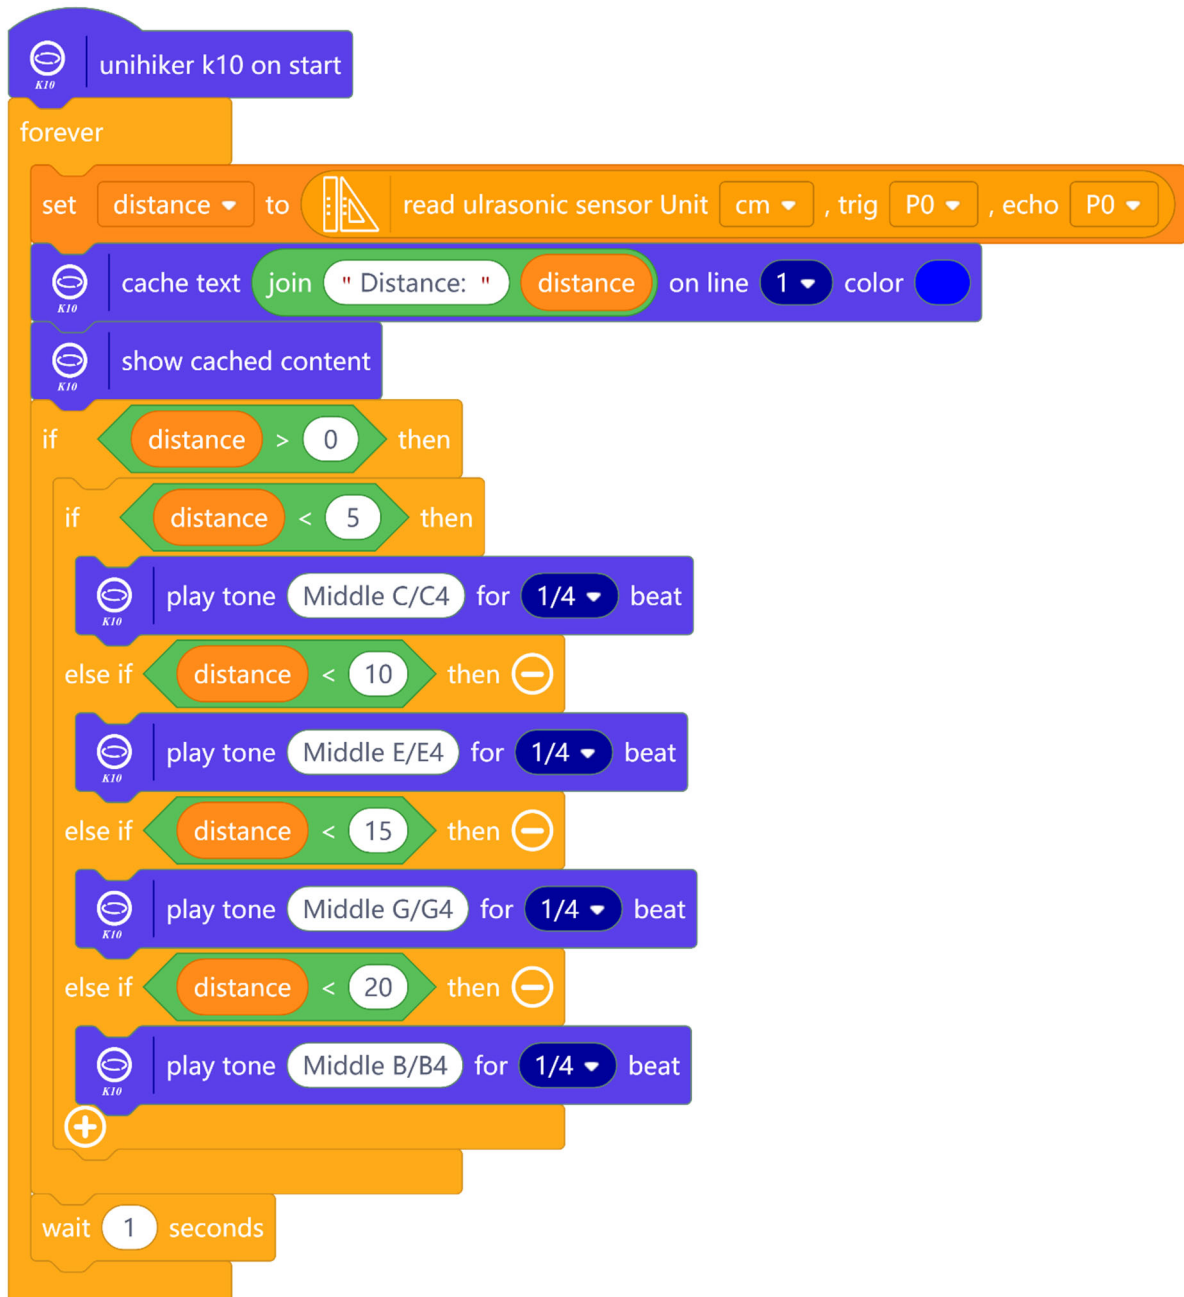 K10 unihiker k10 on start
forever
set distance to read ulrasonic sensor Unit cm , trig P0 , echo P0
K10 cache text join " Distance: " distance on line 1 color
K10 show cached content
if distance > 0 then
if distance < 5 then
K10 play tone Middle C/C4 for 1/4 beat
else if distance < 10 then
K10 play tone Middle E/E4 for 1/4 beat
else if distance < 15 then
K10 play tone Middle G/G4 for 1/4 beat
else if distance < 20 then
K10 play tone Middle B/B4 for 1/4 beat
wait 1 seconds